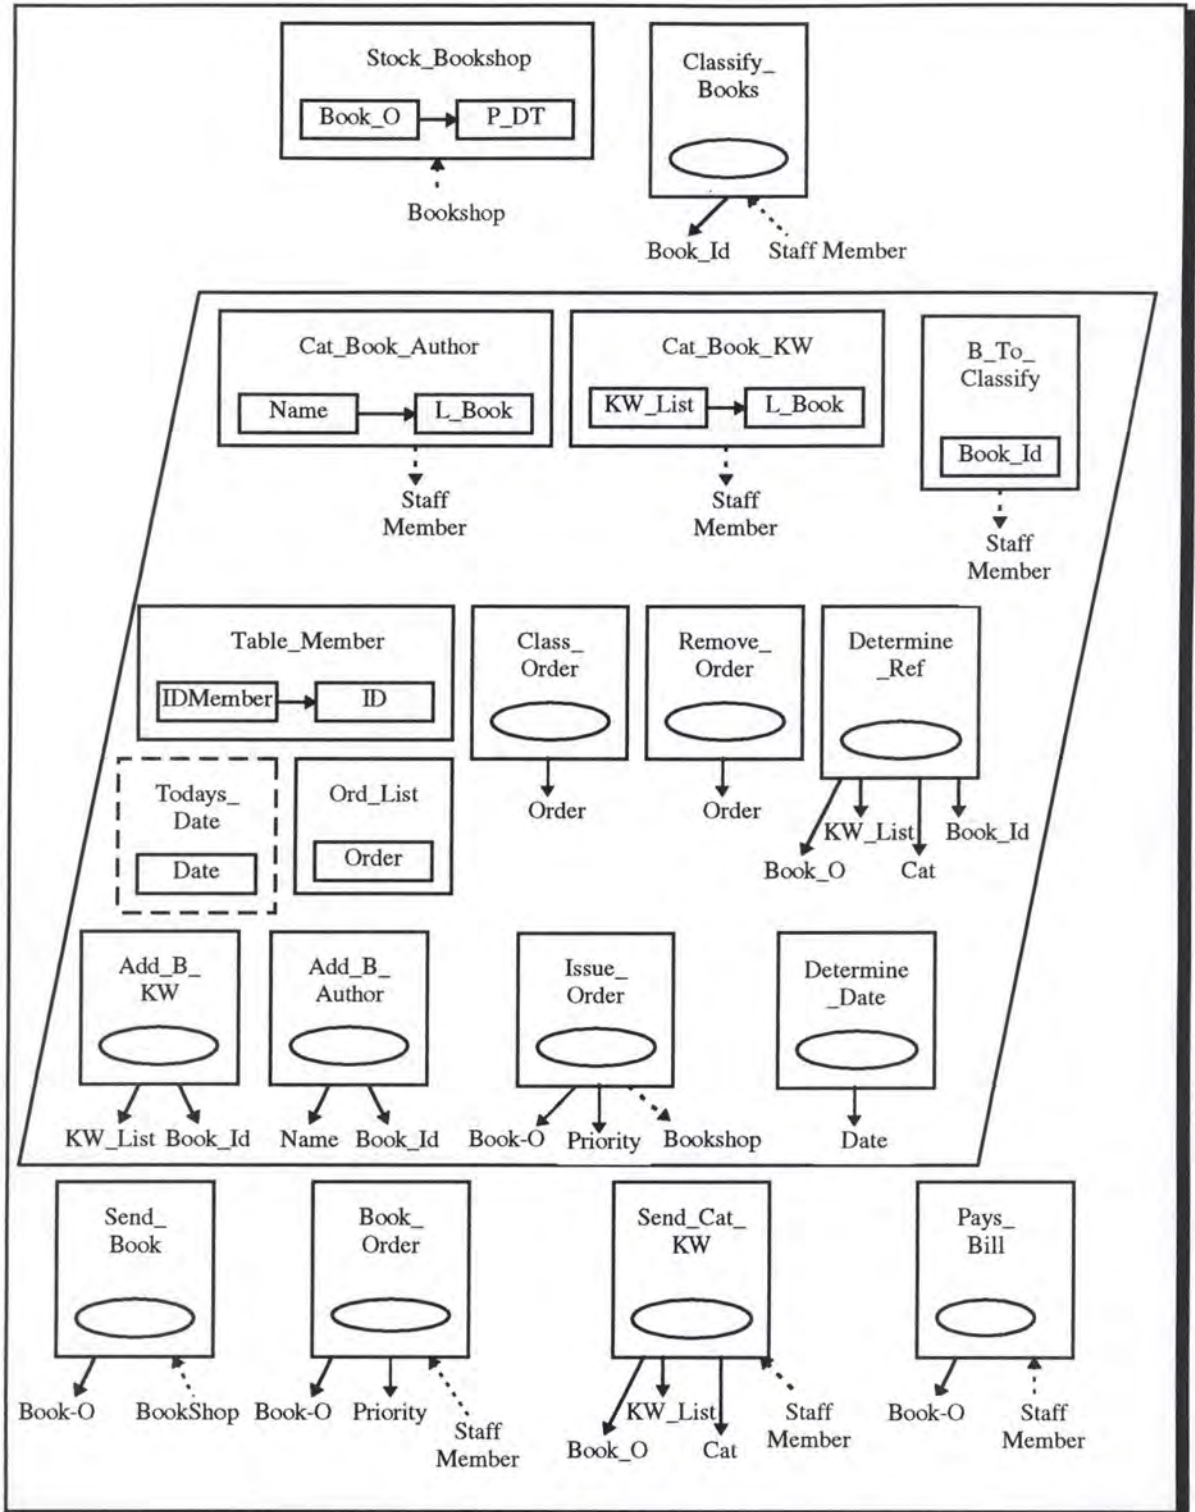 Stock_Bookshop
Book_O
P_DT
Bookshop
Classify_
Books
Book_Id
Staff Member
Cat_Book_Author
Name
L_Book
Staff
Member
Cat_Book_KW
KW_List
L_Book
Staff
Member
B_To_
Classify
Book_Id
Staff
Member
Table_Member
IDMember
ID
Class_
Order
Order
Remove_
Order
Order
Determine
_Ref
KW_List
Book_Id
Book_O
Cat
Todays_
Date
Date
Ord_List
Order
Add_B_
KW
KW_List
Book_Id
Add_B_
Author
Name
Book_Id
Issue_
Order
Book-O
Priority
Bookshop
Determine
_Date
Date
Send_
Book
Book-O
BookShop
Book_
Order
Book-O
Priority
Staff
Member
Send_Cat_
KW
KW_List
Book_O
Cat
Staff
Member
Pays_
Bill
Book-O
Staff
Member